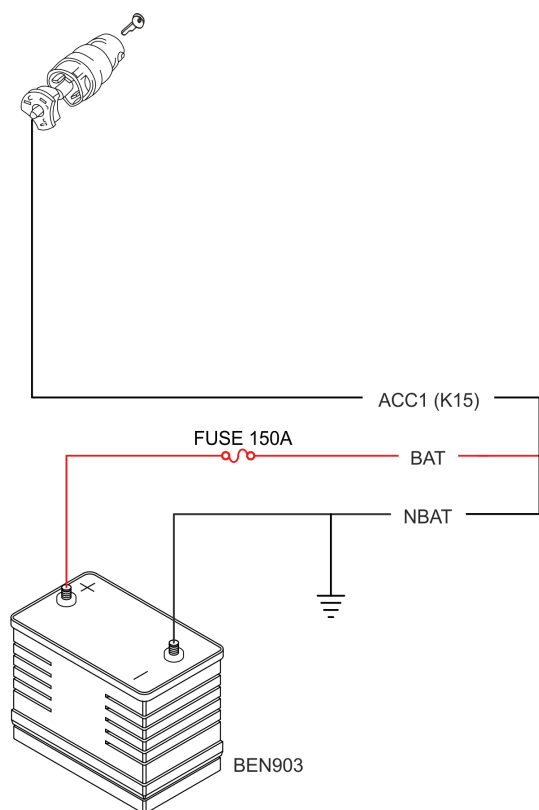 ACC1 (K15)
FUSE 150A
BAT
NBAT
+
−
BEN903